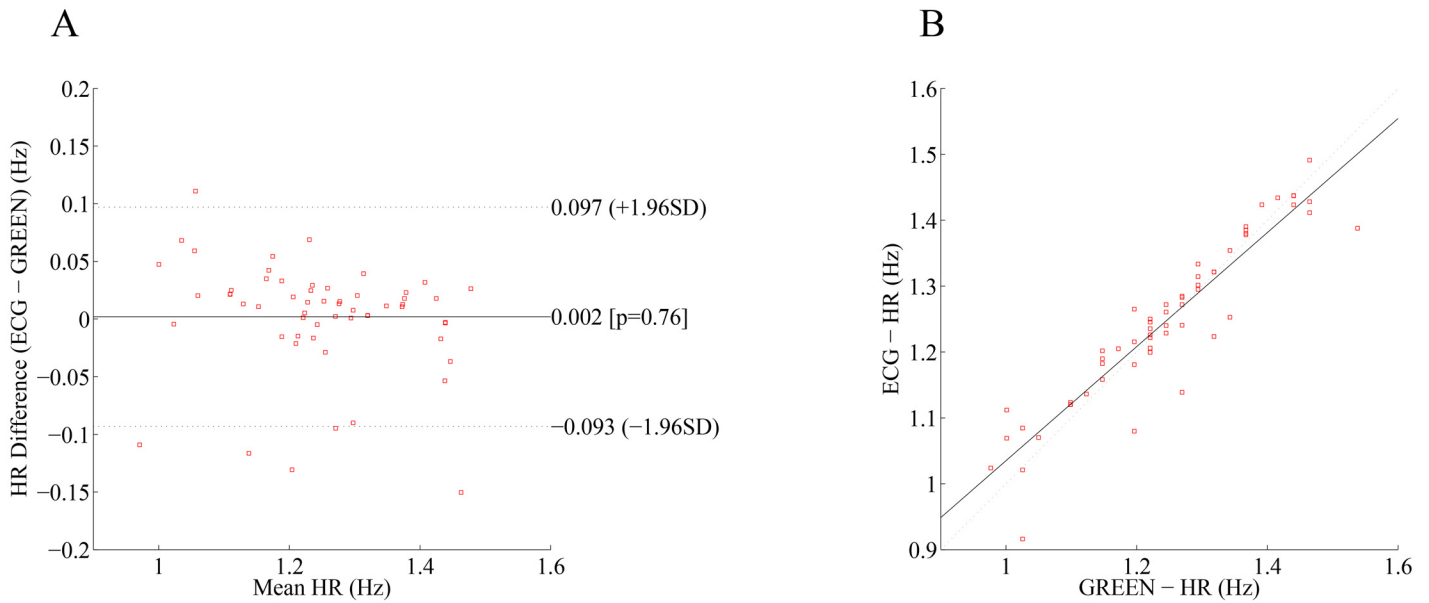 A
HR Difference (ECG − GREEN) (Hz)
0.2
0.15
0.1
0.05
0
−0.05
−0.1
−0.15
−0.2
0.097 (+1.96SD)
0.002 [p=0.76]
−0.093 (−1.96SD)
1
1.2
1.4
1.6
Mean HR (Hz)
B
ECG − HR (Hz)
1.6
1.5
1.4
1.3
1.2
1.1
1
0.9
1
1.2
1.4
1.6
GREEN − HR (Hz)